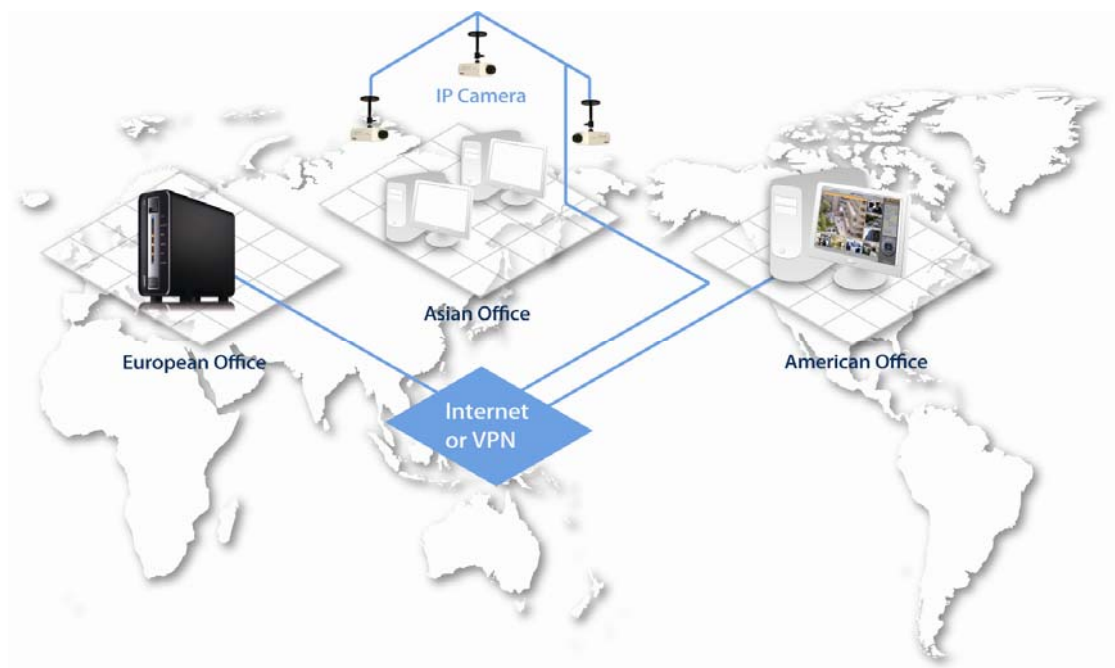 IP Camera
Asian Office
European Office
American Office
Internet
or VPN